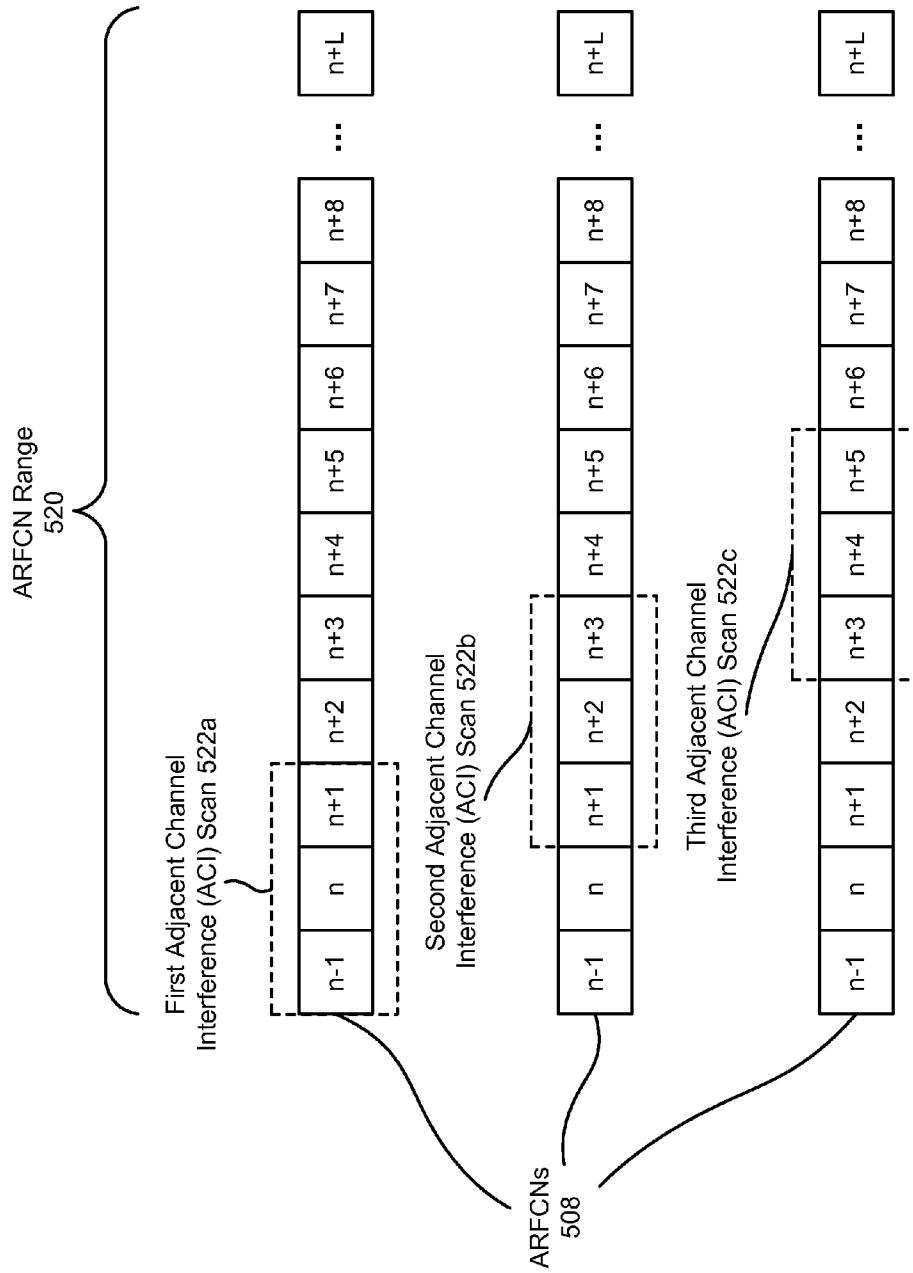 ARFCN Range
520
First Adjacent Channel
Interference (ACI) Scan 522a
n-1 n n+1 n+2 n+3 n+4 n+5 n+6 n+7 n+8 ... n+L
Second Adjacent Channel
Interference (ACI) Scan 522b
n-1 n n+1 n+2 n+3 n+4 n+5 n+6 n+7 n+8 ... n+L
Third Adjacent Channel
Interference (ACI) Scan 522c
n-1 n n+1 n+2 n+3 n+4 n+5 n+6 n+7 n+8 ... n+L
ARFCNs
508